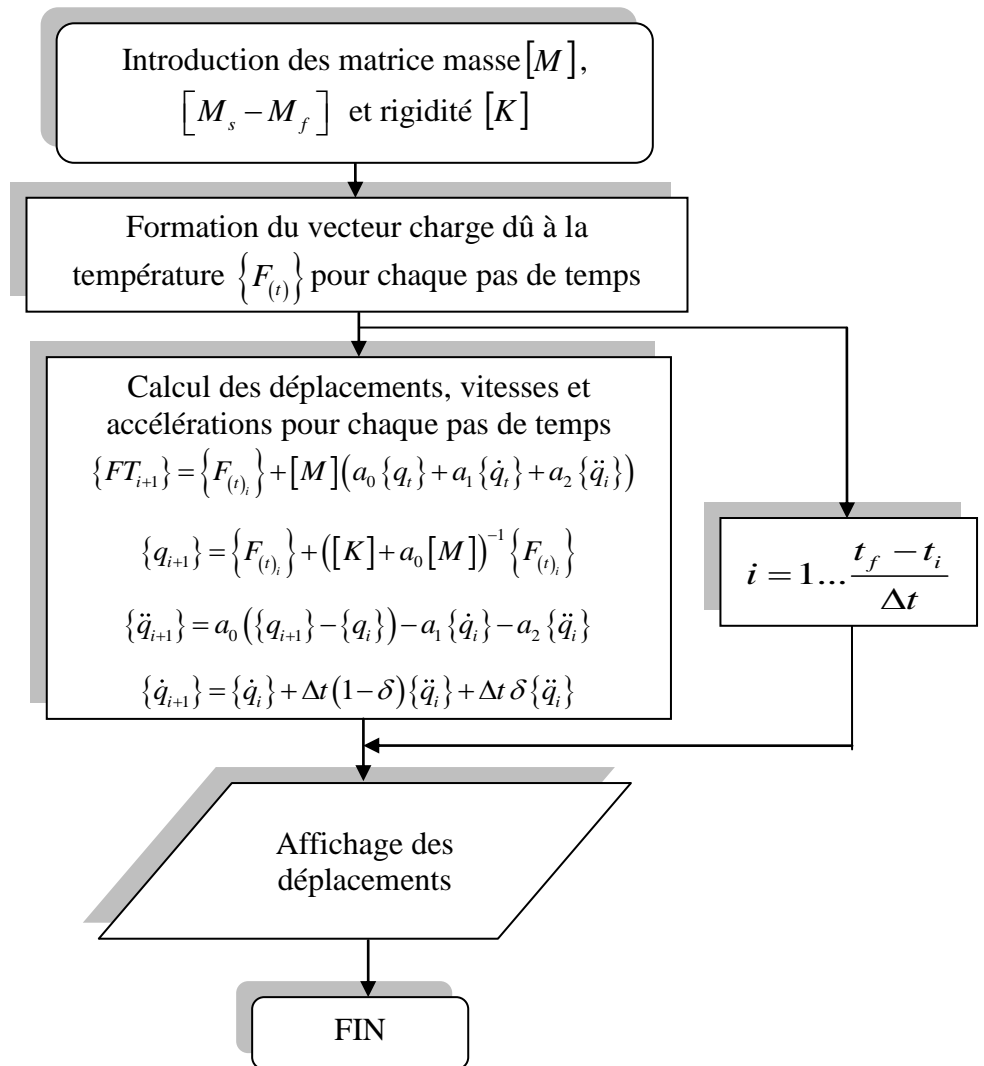 Introduction des matrice masse [M],
[M_s − M_f] et rigidité [K]
Formation du vecteur charge dû à la
température {F_(t)} pour chaque pas de temps
Calcul des déplacements, vitesses et
accélérations pour chaque pas de temps
{FT_{i+1}} = {F_{(t)_i}} + [M](a_0 {q_t} + a_1 {q̇_t} + a_2 {q̈_i})
{q_{i+1}} = {F_{(t)_i}} + ([K] + a_0 [M])^{-1} {F_{(t)_i}}
{q̈_{i+1}} = a_0 ({q_{i+1}} − {q_i}) − a_1 {q̇_i} − a_2 {q̈_i}
{q̇_{i+1}} = {q̇_i} + Δt (1 − δ) {q̈_i} + Δt δ {q̈_i}
i = 1... (t_f − t_i) / Δt
Affichage des
déplacements
FIN